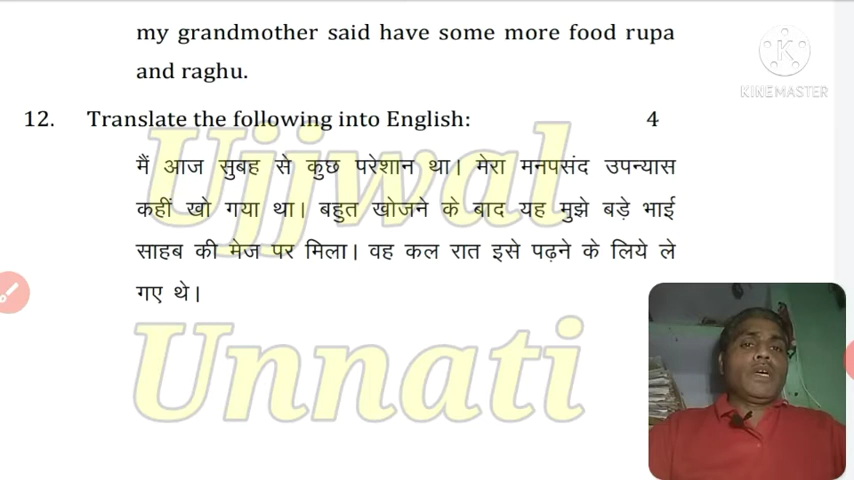 my grandmother said have some more food rupa
and raghu.
K
KINEMASTER
12. Translate the following into English: 4
मैं आज सुबह से कुछ परेशान था। मेरा मनपसंद उपन्यास
कहीं खो गया था। बहुत खोजने के बाद यह मुझे बड़े भाई
साहब की मेज पर मिला। वह कल रात इसे पढ़ने के लिये ले
गए थे।
Ujjwal
Unnati